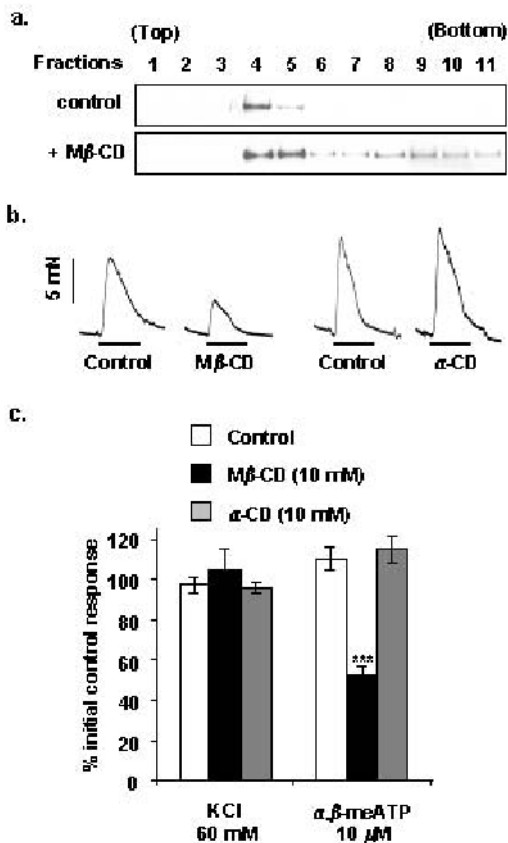 a.
(Top) (Bottom)
Fractions 1 2 3 4 5 6 7 8 9 10 11
control
+ Mβ-CD
b.
5 mN
Control Mβ-CD Control α-CD
c.
Control
Mβ-CD (10 mM)
α-CD (10 mM)
% initial control response
120
100
80
60
40
20
0
***
KCl α,β-meATP
60 mM 10 μM